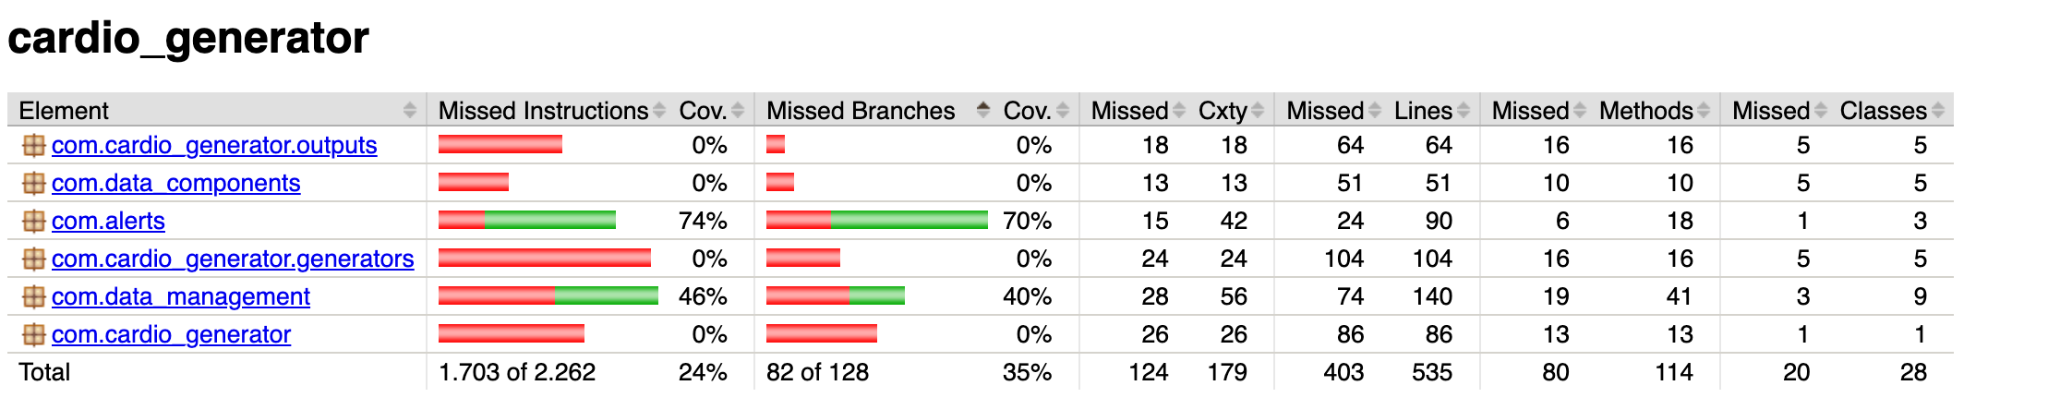 cardio_generator
Element Missed Instructions Cov. Missed Branches Cov. Missed Cxty Missed Lines Missed Methods Missed Classes
com.cardio_generator.outputs 0% 0% 18 18 64 64 16 16 5 5
com.data_components 0% 0% 13 13 51 51 10 10 5 5
com.alerts 74% 70% 15 42 24 90 6 18 1 3
com.cardio_generator.generators 0% 0% 24 24 104 104 16 16 5 5
com.data_management 46% 40% 28 56 74 140 19 41 3 9
com.cardio_generator 0% 0% 26 26 86 86 13 13 1 1
Total 1.703 of 2.262 24% 82 of 128 35% 124 179 403 535 80 114 20 28